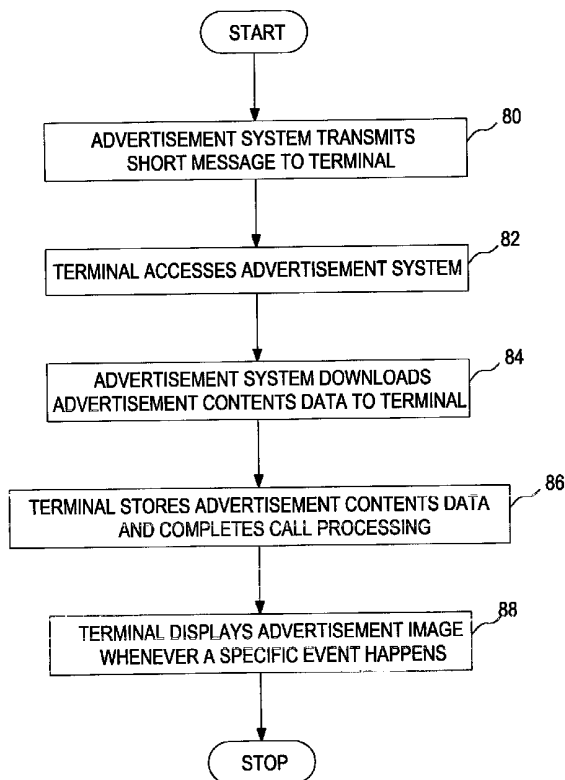 START
80
ADVERTISEMENT SYSTEM TRANSMITS
SHORT MESSAGE TO TERMINAL
82
TERMINAL ACCESSES ADVERTISEMENT SYSTEM
84
ADVERTISEMENT SYSTEM DOWNLOADS
ADVERTISEMENT CONTENTS DATA TO TERMINAL
86
TERMINAL STORES ADVERTISEMENT CONTENTS DATA
AND COMPLETES CALL PROCESSING
88
TERMINAL DISPLAYS ADVERTISEMENT IMAGE
WHENEVER A SPECIFIC EVENT HAPPENS
STOP